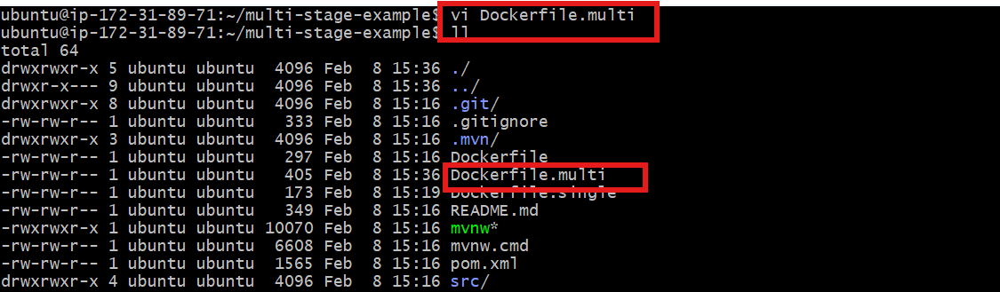 ubuntu@ip-172-31-89-71:~/multi-stage-example$ vi Dockerfile.multi
ubuntu@ip-172-31-89-71:~/multi-stage-example$ ll
total 64
drwxrwxr-x 5 ubuntu ubuntu  4096 Feb  8 15:36 ./
drwxr-x--- 9 ubuntu ubuntu  4096 Feb  8 15:36 ../
drwxrwxr-x 8 ubuntu ubuntu  4096 Feb  8 15:16 .git/
-rw-rw-r-- 1 ubuntu ubuntu   333 Feb  8 15:16 .gitignore
drwxrwxr-x 3 ubuntu ubuntu  4096 Feb  8 15:16 .mvn/
-rw-rw-r-- 1 ubuntu ubuntu   297 Feb  8 15:16 Dockerfile
-rw-rw-r-- 1 ubuntu ubuntu   405 Feb  8 15:36 Dockerfile.multi
-rw-rw-r-- 1 ubuntu ubuntu   173 Feb  8 15:19 Dockerfile.single
-rw-rw-r-- 1 ubuntu ubuntu   349 Feb  8 15:16 README.md
-rwxrwxr-x 1 ubuntu ubuntu 10070 Feb  8 15:16 mvnw*
-rw-rw-r-- 1 ubuntu ubuntu  6608 Feb  8 15:16 mvnw.cmd
-rw-rw-r-- 1 ubuntu ubuntu  1565 Feb  8 15:16 pom.xml
drwxrwxr-x 4 ubuntu ubuntu  4096 Feb  8 15:16 src/